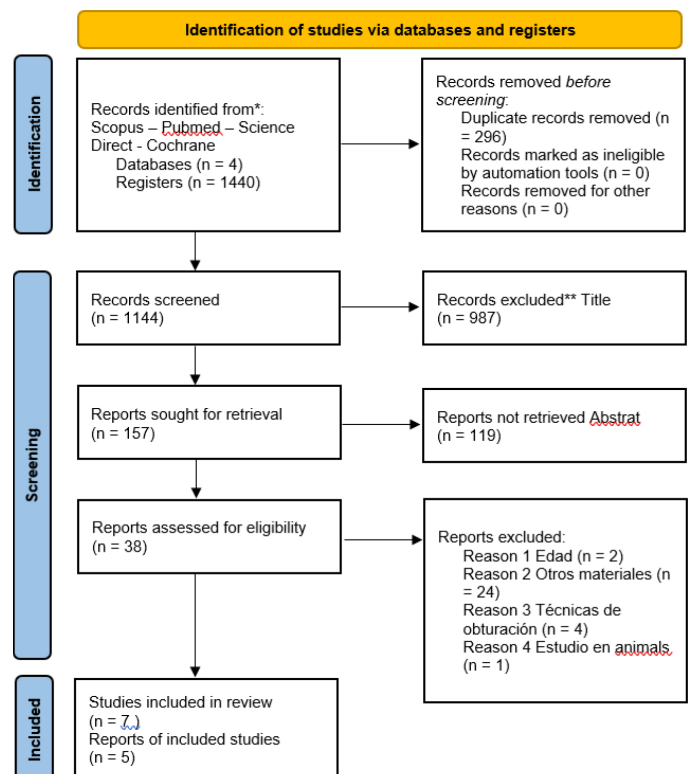 Identification of studies via databases and registers
Identification
Records identified from*:
Scopus – Pubmed – Science
Direct - Cochrane
Databases (n = 4)
Registers (n = 1440)
Records removed before
screening:
Duplicate records removed (n
= 296)
Records marked as ineligible
by automation tools (n = 0)
Records removed for other
reasons (n = 0)
Screening
Records screened
(n = 1144)
Records excluded** Title
(n = 987)
Reports sought for retrieval
(n = 157)
Reports not retrieved Abstrat
(n = 119)
Reports assessed for eligibility
(n = 38)
Reports excluded:
Reason 1 Edad (n = 2)
Reason 2 Otros materiales (n
= 24)
Reason 3 Técnicas de
obturación (n = 4)
Reason 4 Estudio en animals
(n = 1)
Included
Studies included in review
(n = 7 )
Reports of included studies
(n = 5)